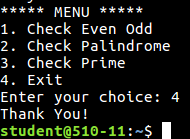 ***** MENU *****
1. Check Even Odd
2. Check Palindrome
3. Check Prime
4. Exit
Enter your choice: 4
Thank You!
student@510-11:~$